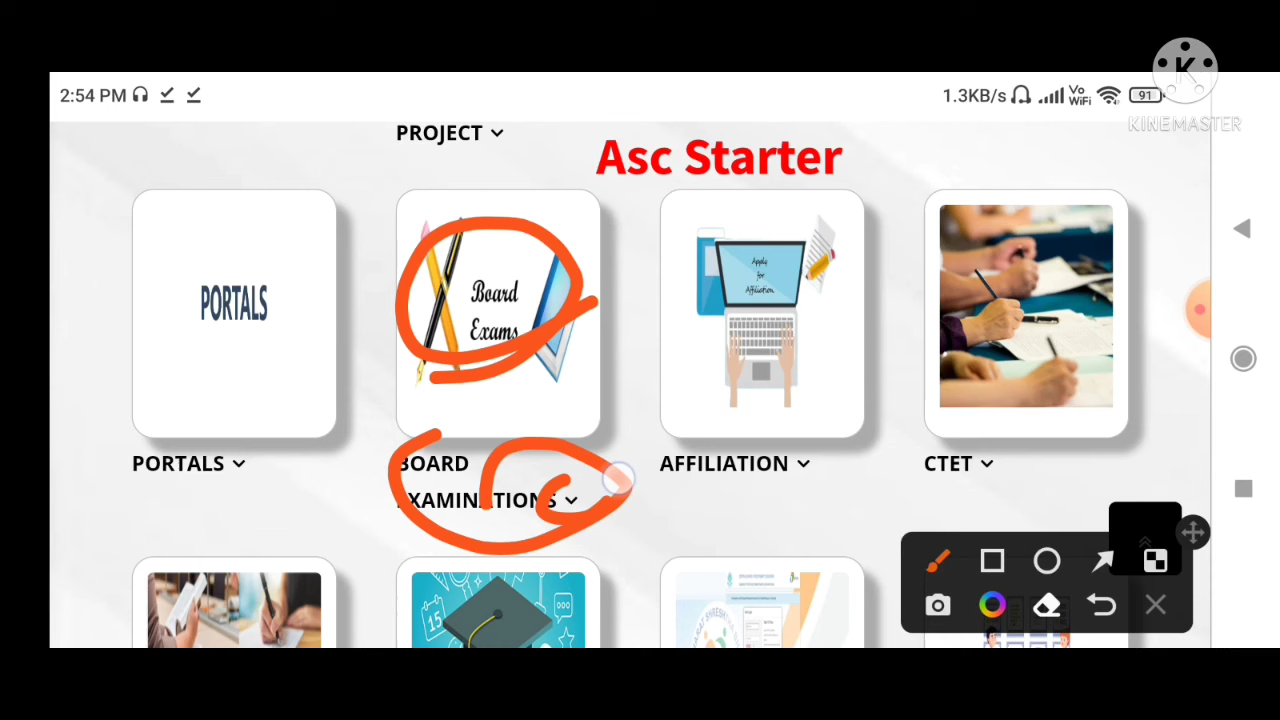 2:54 PM
1.3KB/s
Vo
WiFi
91
K
KINEMASTER
PROJECT
Asc Starter
PORTALS
Board
Exams
Apply
for
Affiliation
PORTALS
BOARD
EXAMINATIONS
AFFILIATION
CTET
15